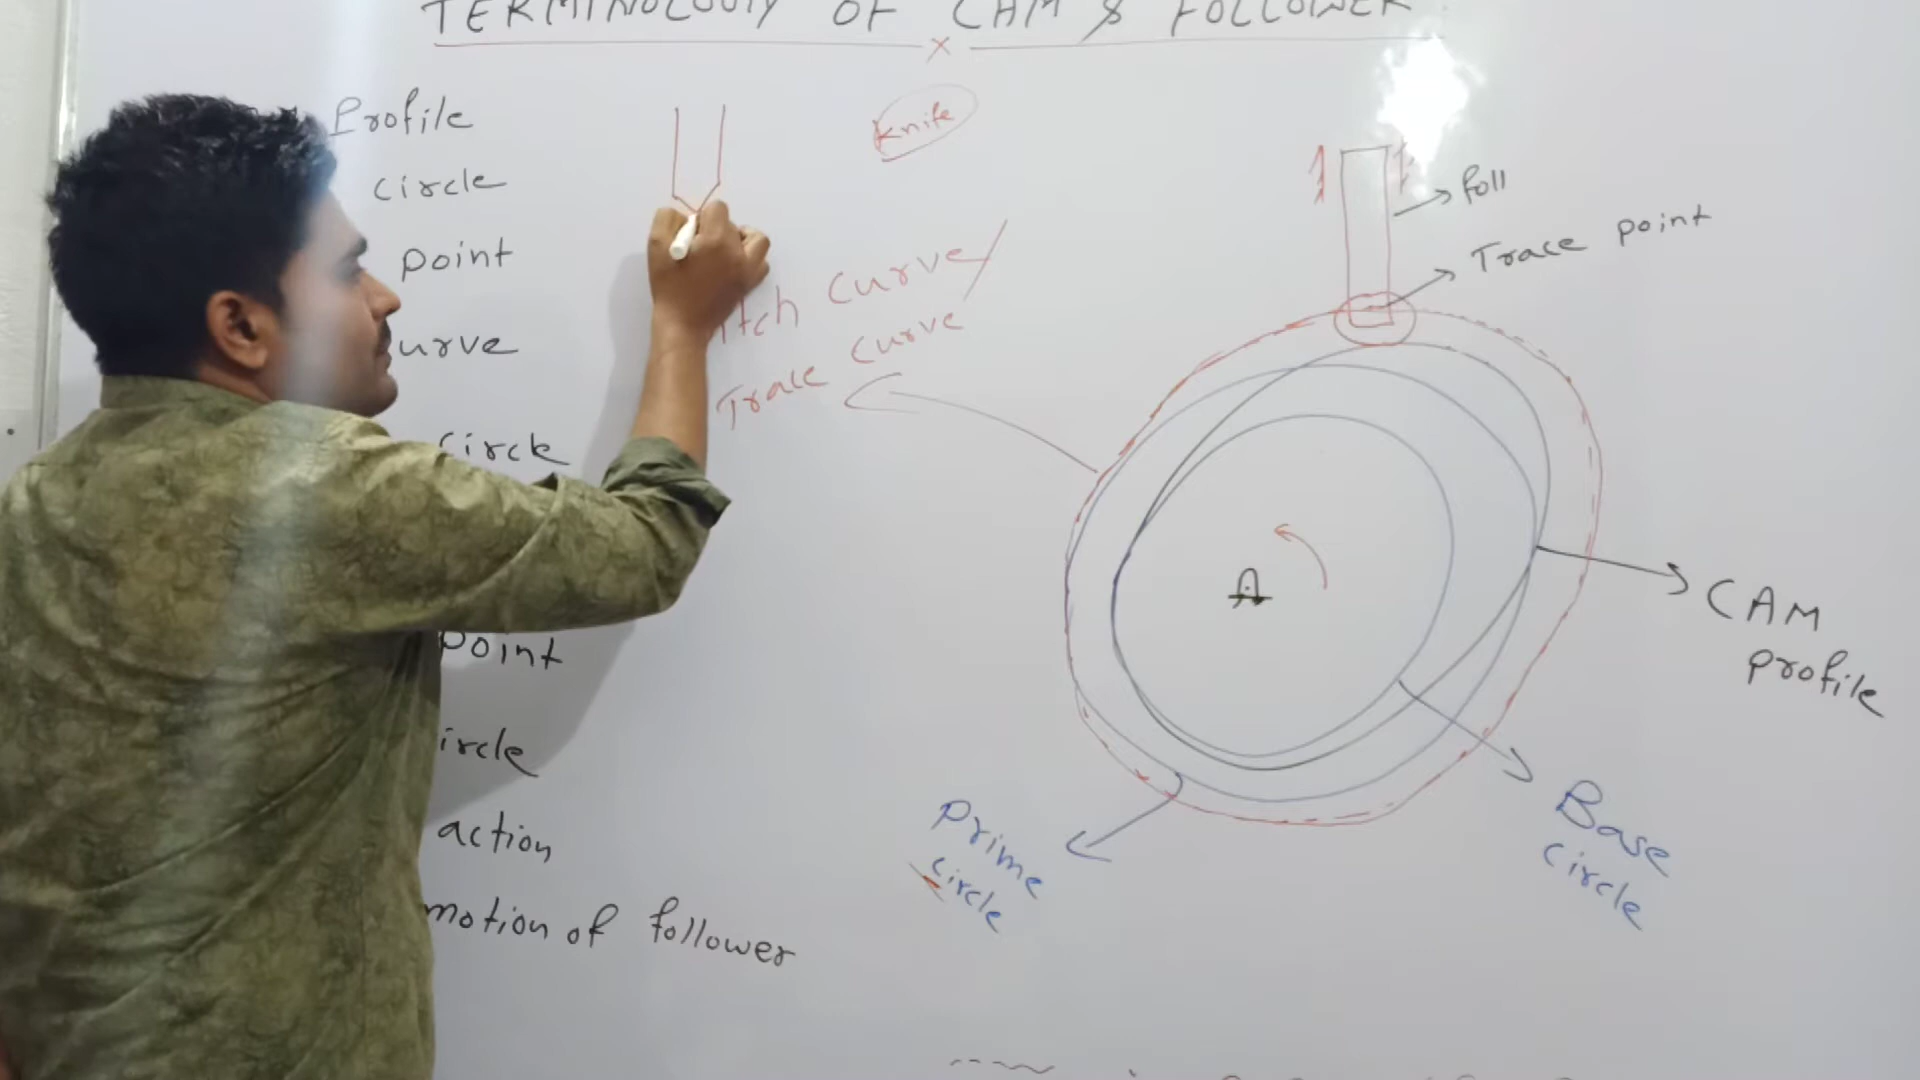 TERMINOLOGY OF CAM & FOLLOWER
Profile
circle
point
urve
circle
point
ircle
action
motion of follower
knife
itch curve/
Trace curve
foll
Trace point
A
CAM
profile
Base
circle
Prime
circle